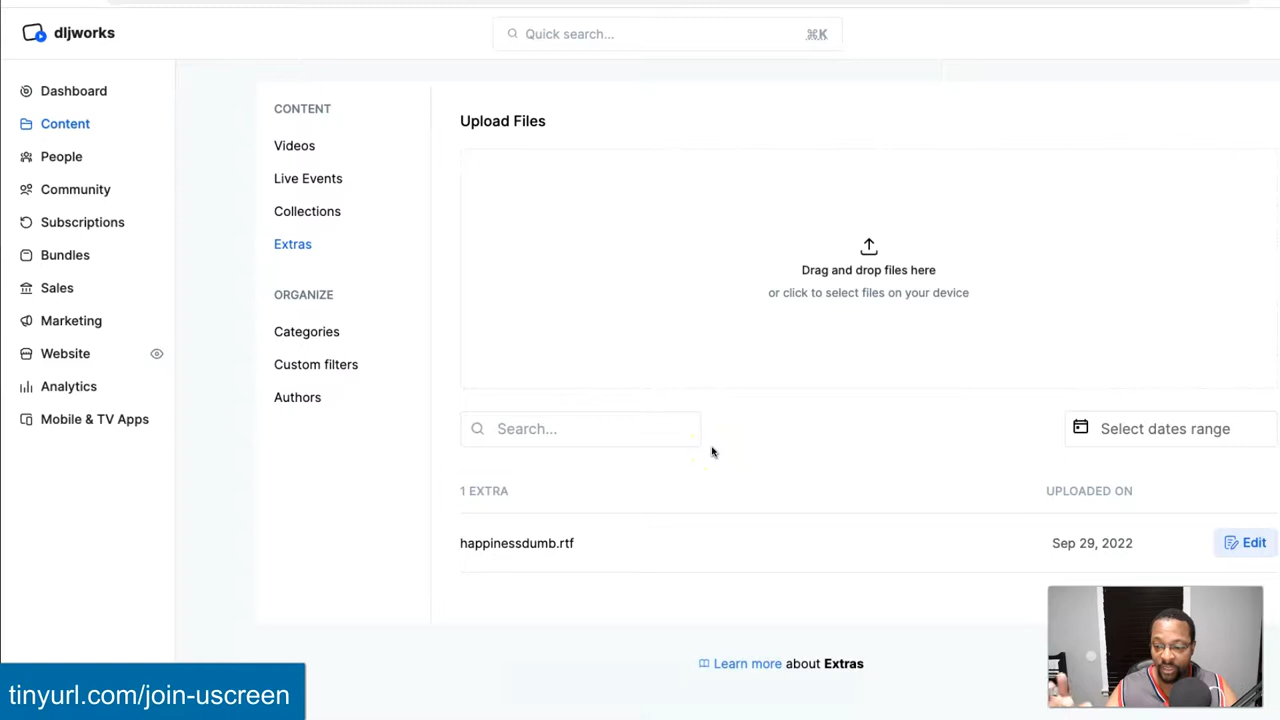 dljworks
Quick search...
⌘K
Dashboard
Content
People
Community
Subscriptions
Bundles
Sales
Marketing
Website
Analytics
Mobile & TV Apps
CONTENT
Videos
Live Events
Collections
Extras
ORGANIZE
Categories
Custom filters
Authors
Upload Files
Drag and drop files here
or click to select files on your device
Search...
Select dates range
1 EXTRA
UPLOADED ON
happinessdumb.rtf
Sep 29, 2022
Edit
Learn more about Extras
tinyurl.com/join-uscreen